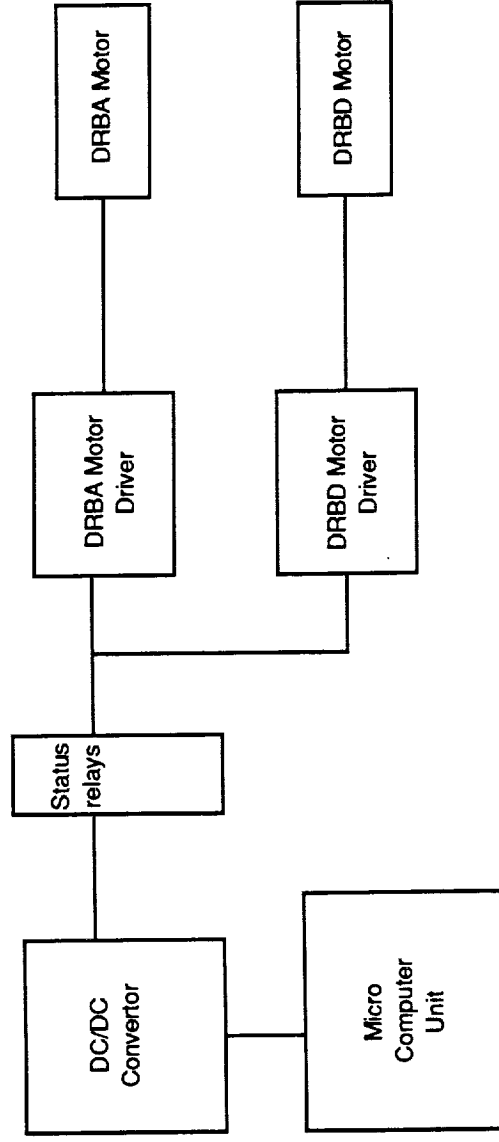 DC/DC
Convertor
Status
relays
DRBA Motor
Driver
DRBA Motor
Micro
Computer
Unit
DRBD Motor
Driver
DRBD Motor